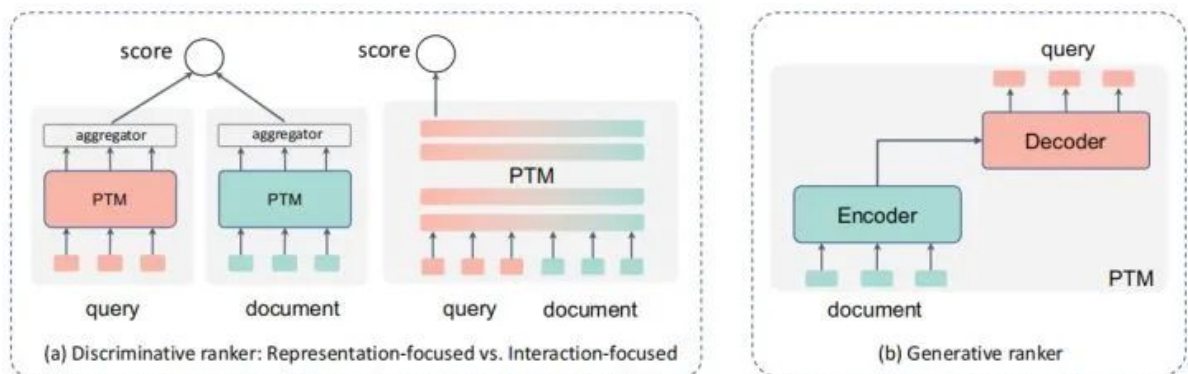 score
score
aggregator
aggregator
PTM
PTM
PTM
query
document
query
document
(a) Discriminative ranker: Representation-focused vs. Interaction-focused
query
Decoder
Encoder
PTM
document
(b) Generative ranker